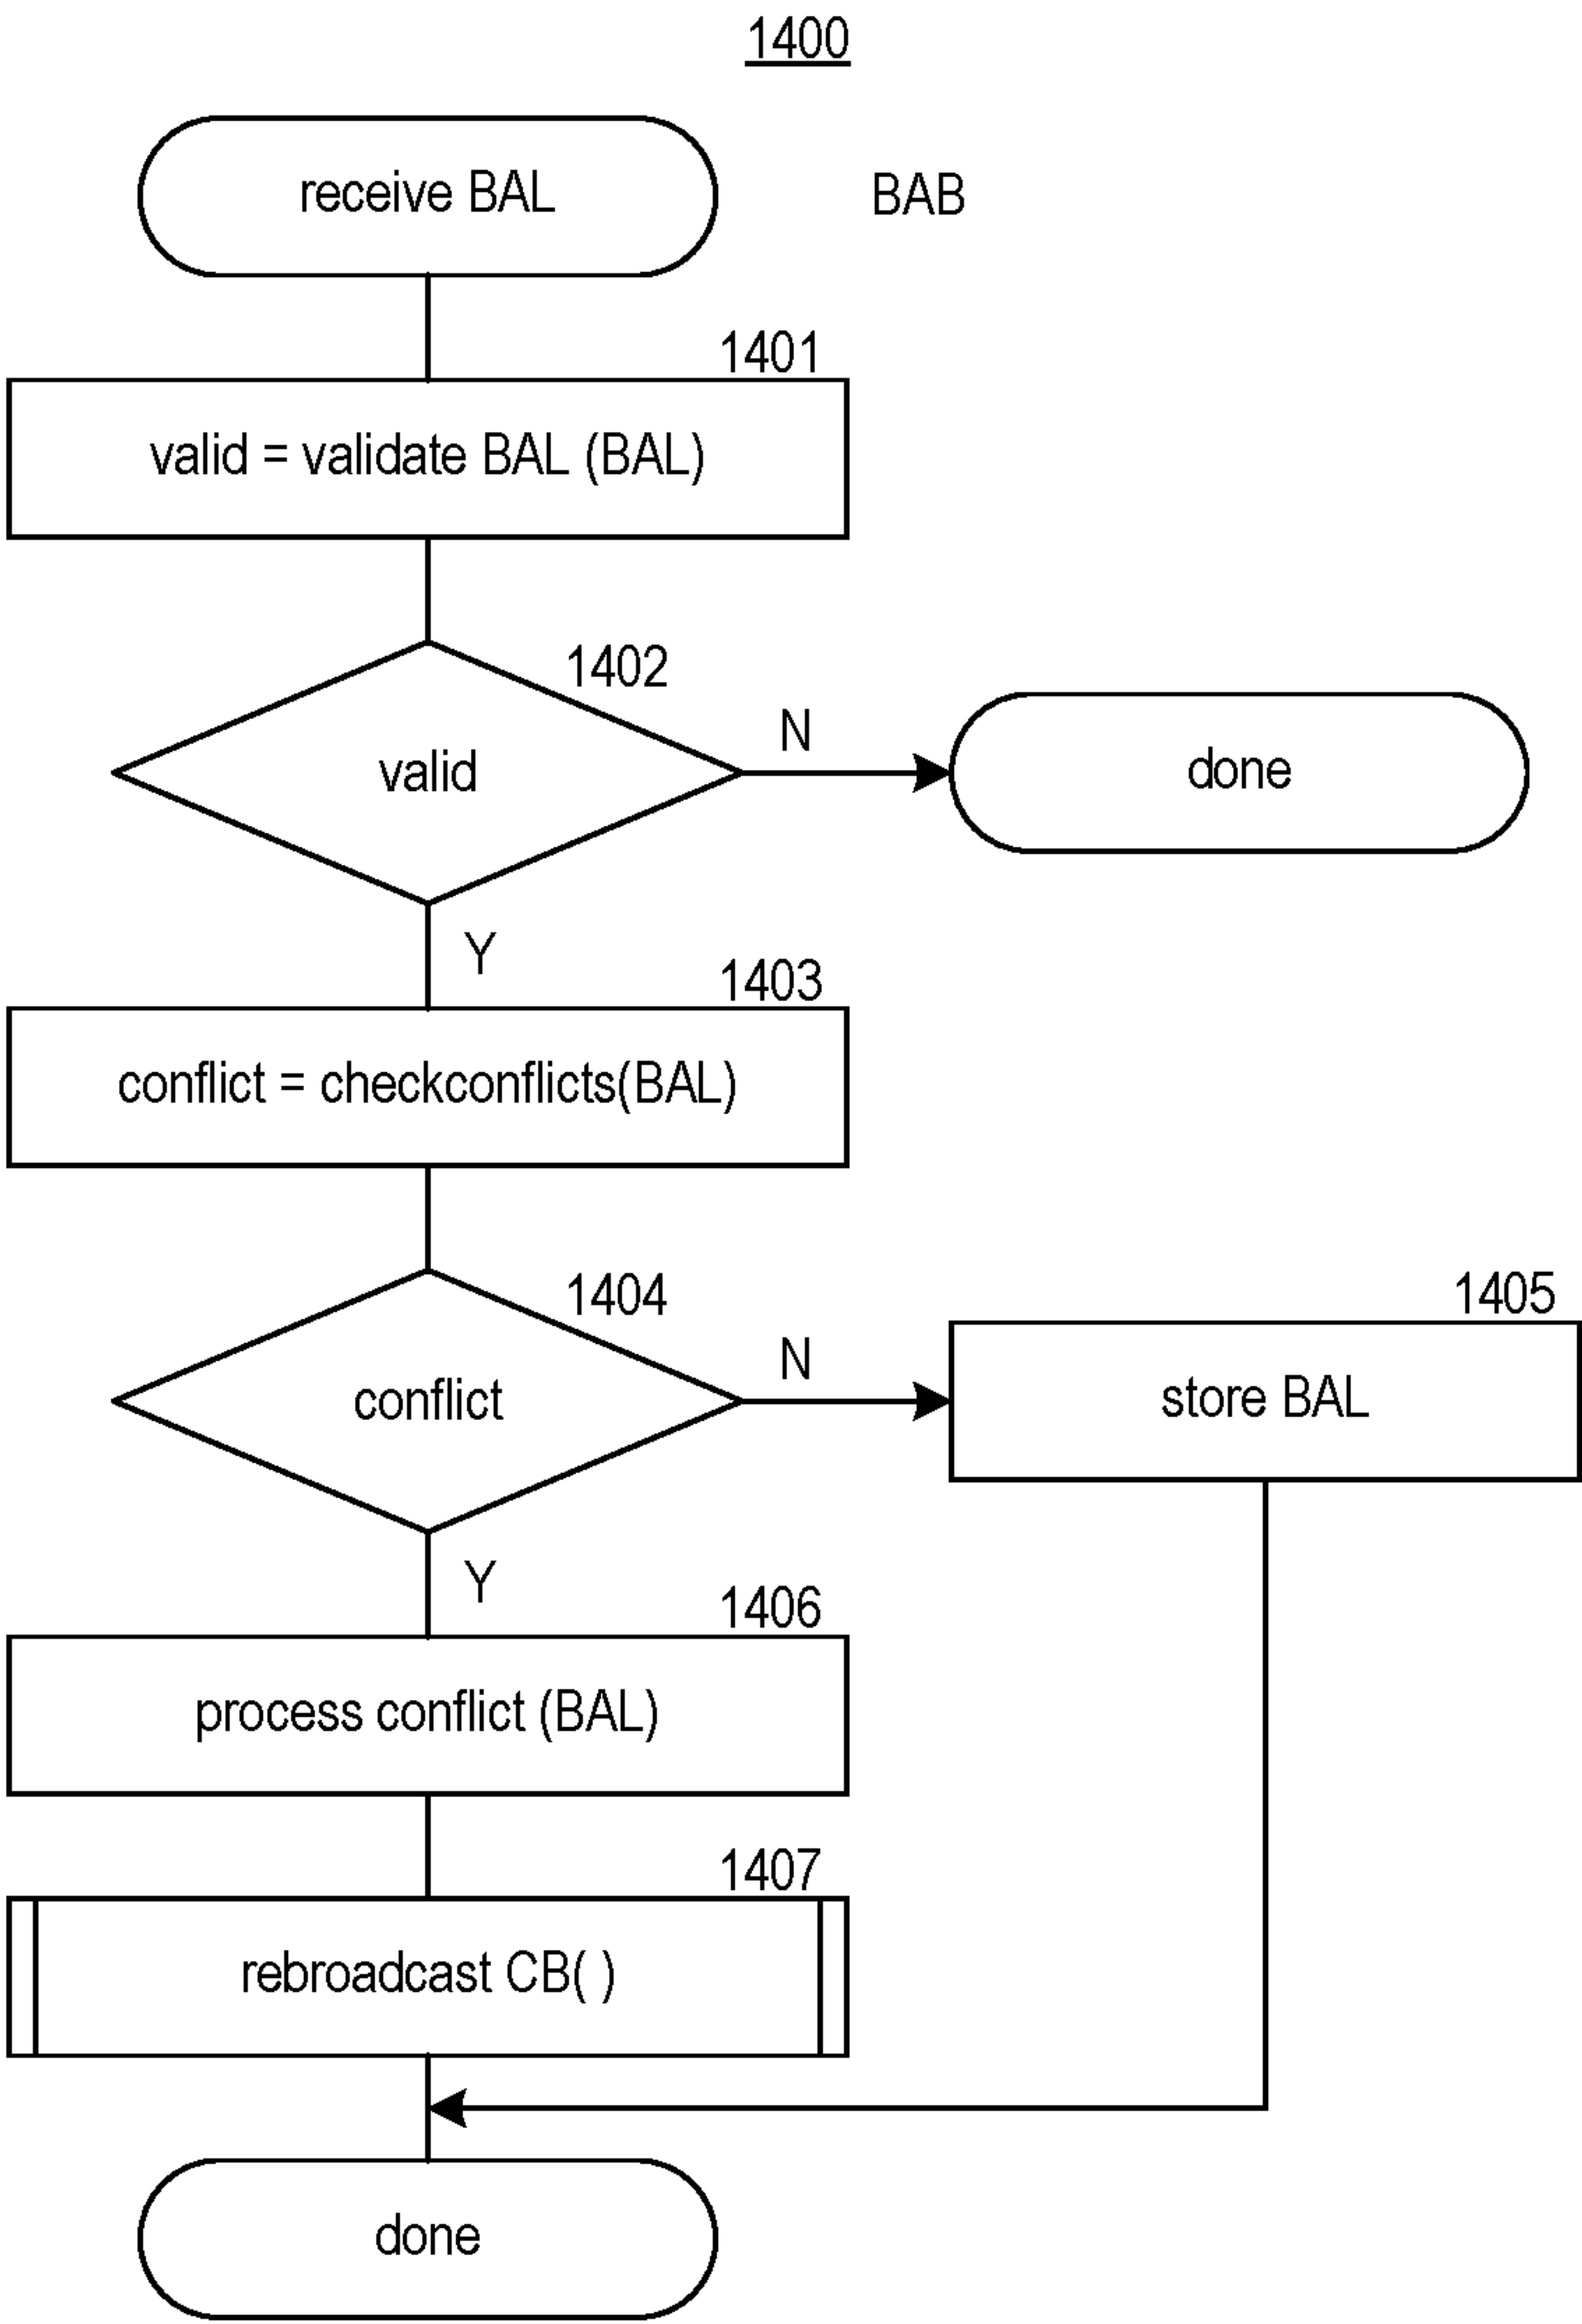 1400
receive BAL
BAB
1401
valid = validate BAL (BAL)
1402
valid
N
done
Y
1403
conflict = checkconflicts(BAL)
1404
conflict
N
1405
store BAL
Y
1406
process conflict (BAL)
1407
rebroadcast CB( )
done